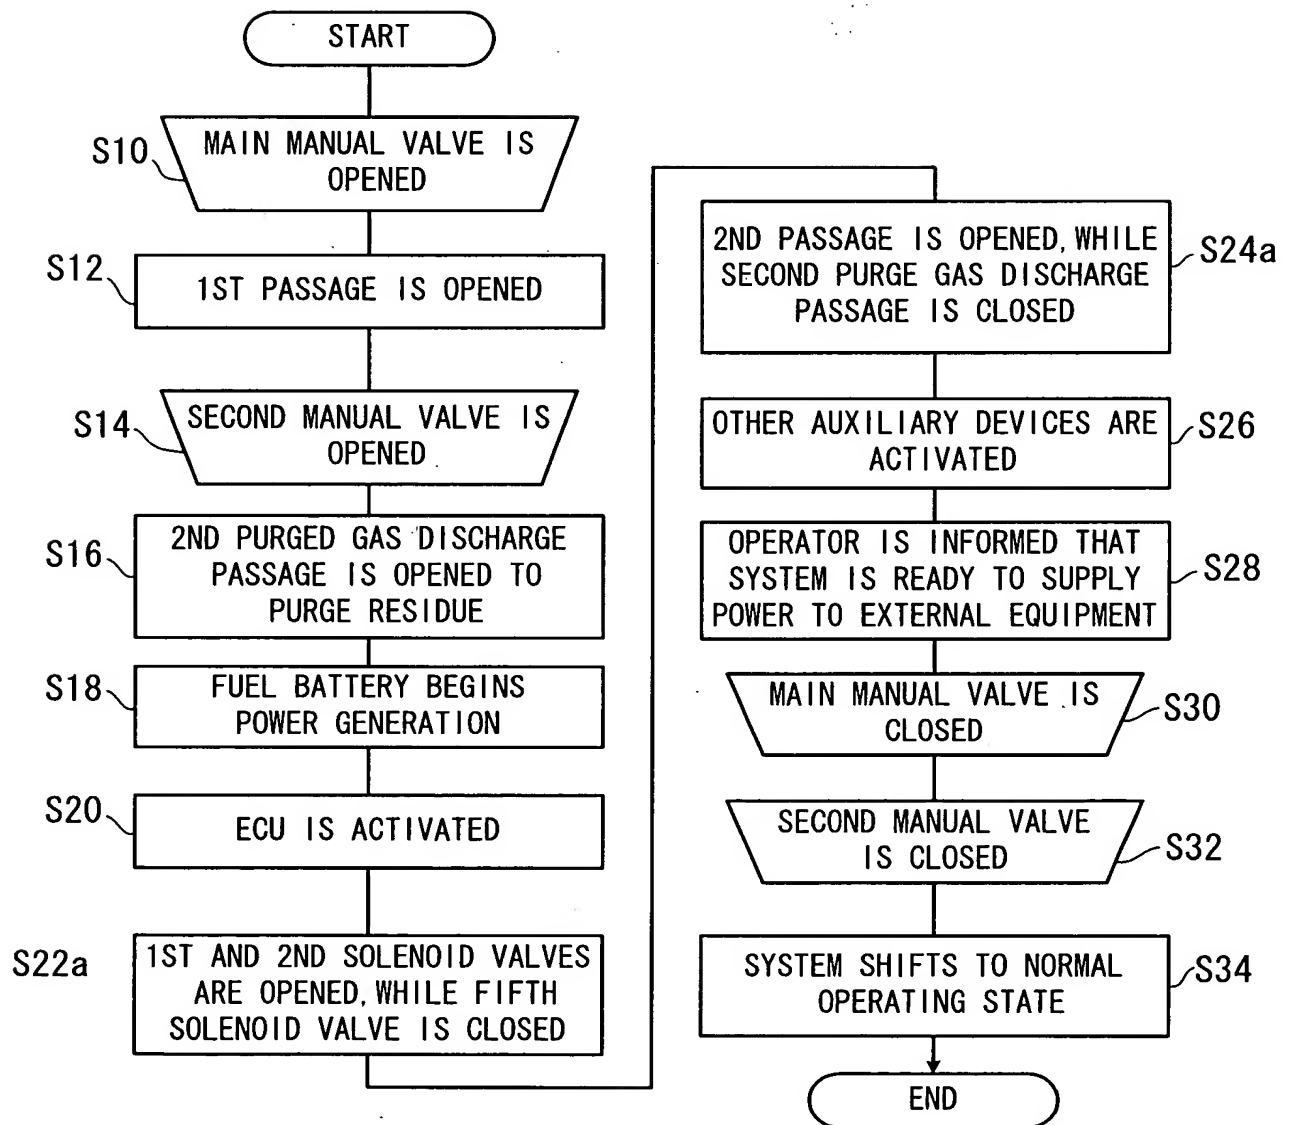 START
S10
MAIN MANUAL VALVE IS
OPENED
S12
1ST PASSAGE IS OPENED
S14
SECOND MANUAL VALVE IS
OPENED
S16
2ND PURGED GAS DISCHARGE
PASSAGE IS OPENED TO
PURGE RESIDUE
S18
FUEL BATTERY BEGINS
POWER GENERATION
S20
ECU IS ACTIVATED
S22a
1ST AND 2ND SOLENOID VALVES
ARE OPENED, WHILE FIFTH
SOLENOID VALVE IS CLOSED
2ND PASSAGE IS OPENED, WHILE
SECOND PURGE GAS DISCHARGE
PASSAGE IS CLOSED
S24a
OTHER AUXILIARY DEVICES ARE
ACTIVATED
S26
OPERATOR IS INFORMED THAT
SYSTEM IS READY TO SUPPLY
POWER TO EXTERNAL EQUIPMENT
S28
MAIN MANUAL VALVE IS
CLOSED
S30
SECOND MANUAL VALVE
IS CLOSED
S32
SYSTEM SHIFTS TO NORMAL
OPERATING STATE
S34
END